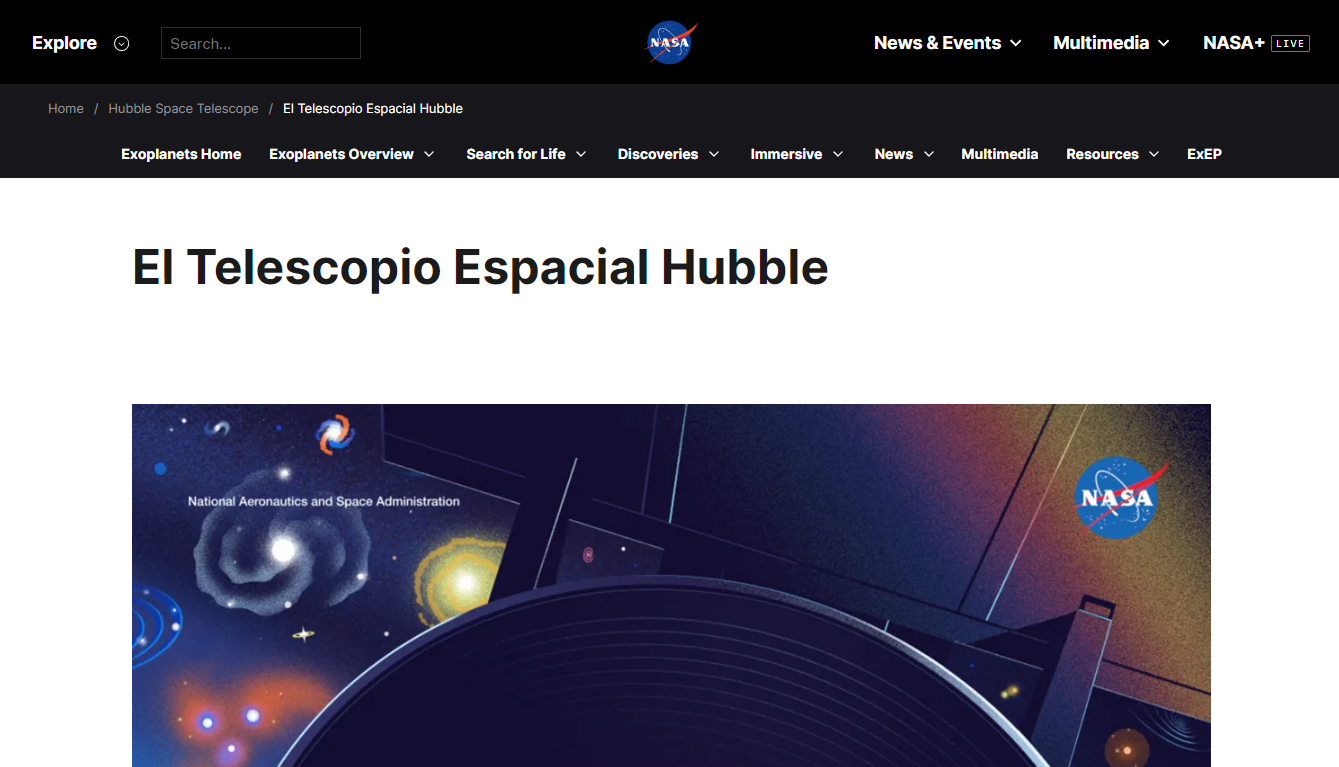 Explore
Search...
NASA
News & Events
Multimedia
NASA+ LIVE
Home / Hubble Space Telescope / El Telescopio Espacial Hubble
Exoplanets Home
Exoplanets Overview
Search for Life
Discoveries
Immersive
News
Multimedia
Resources
ExEP
El Telescopio Espacial Hubble
National Aeronautics and Space Administration
NASA